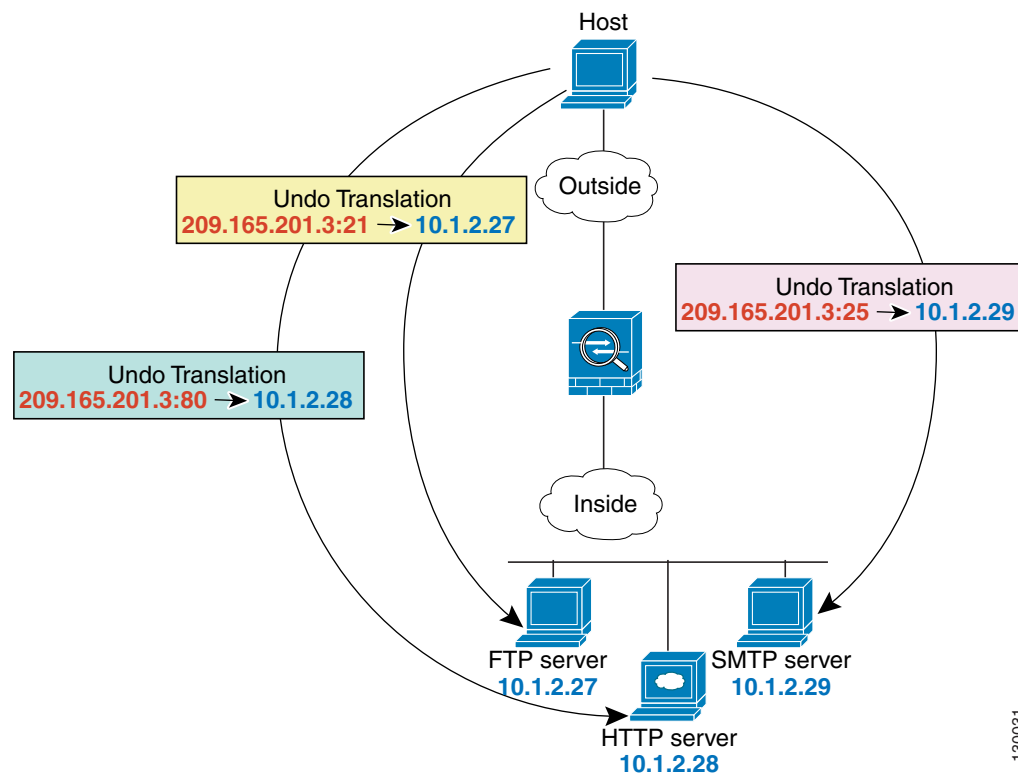 Host
Outside
Undo Translation
209.165.201.3:21 10.1.2.27
Undo Translation
209.165.201.3:25 10.1.2.29
Undo Translation
209.165.201.3:80 10.1.2.28
Inside
FTP server
10.1.2.27
SMTP server
10.1.2.29
HTTP server
10.1.2.28
130031